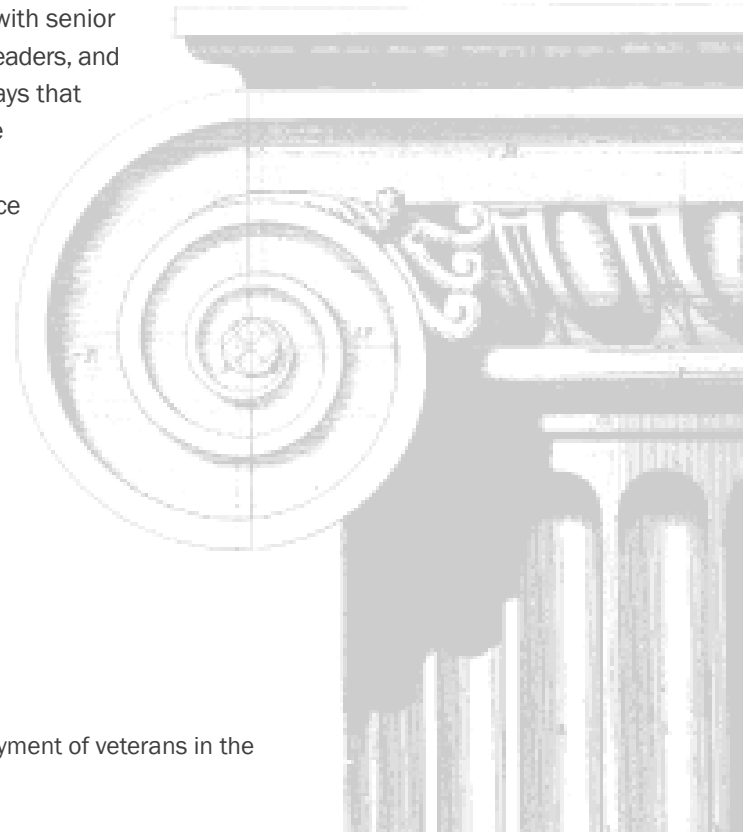 with senior
eaders, and
ays that
e
ce
yment of veterans in the